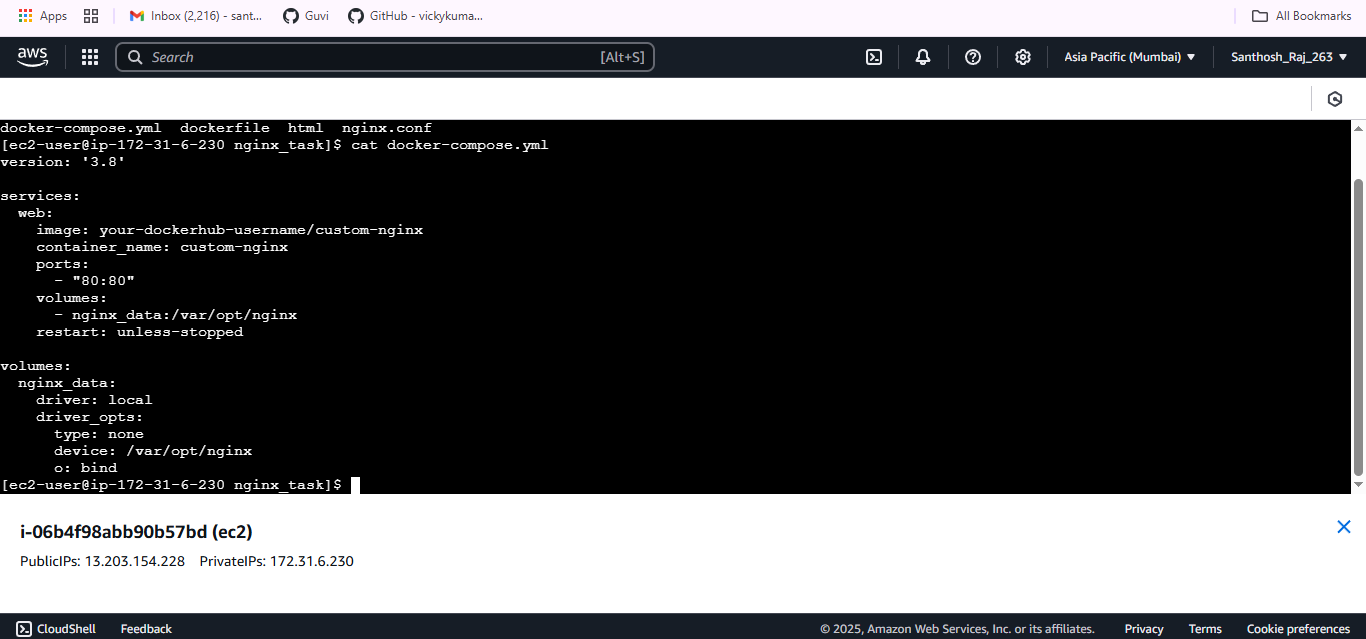 Apps Inbox (2,216) - sant... Guvi GitHub - vickykuma... All Bookmarks
aws Search [Alt+S] Asia Pacific (Mumbai) Santhosh_Raj_263
docker-compose.yml  dockerfile  html  nginx.conf
[ec2-user@ip-172-31-6-230 nginx_task]$ cat docker-compose.yml
version: '3.8'

services:
  web:
    image: your-dockerhub-username/custom-nginx
    container_name: custom-nginx
    ports:
      - "80:80"
    volumes:
      - nginx_data:/var/opt/nginx
    restart: unless-stopped

volumes:
  nginx_data:
    driver: local
    driver_opts:
      type: none
      device: /var/opt/nginx
      o: bind
[ec2-user@ip-172-31-6-230 nginx_task]$
i-06b4f98abb90b57bd (ec2)
PublicIPs: 13.203.154.228 PrivateIPs: 172.31.6.230
CloudShell Feedback © 2025, Amazon Web Services, Inc. or its affiliates. Privacy Terms Cookie preferences